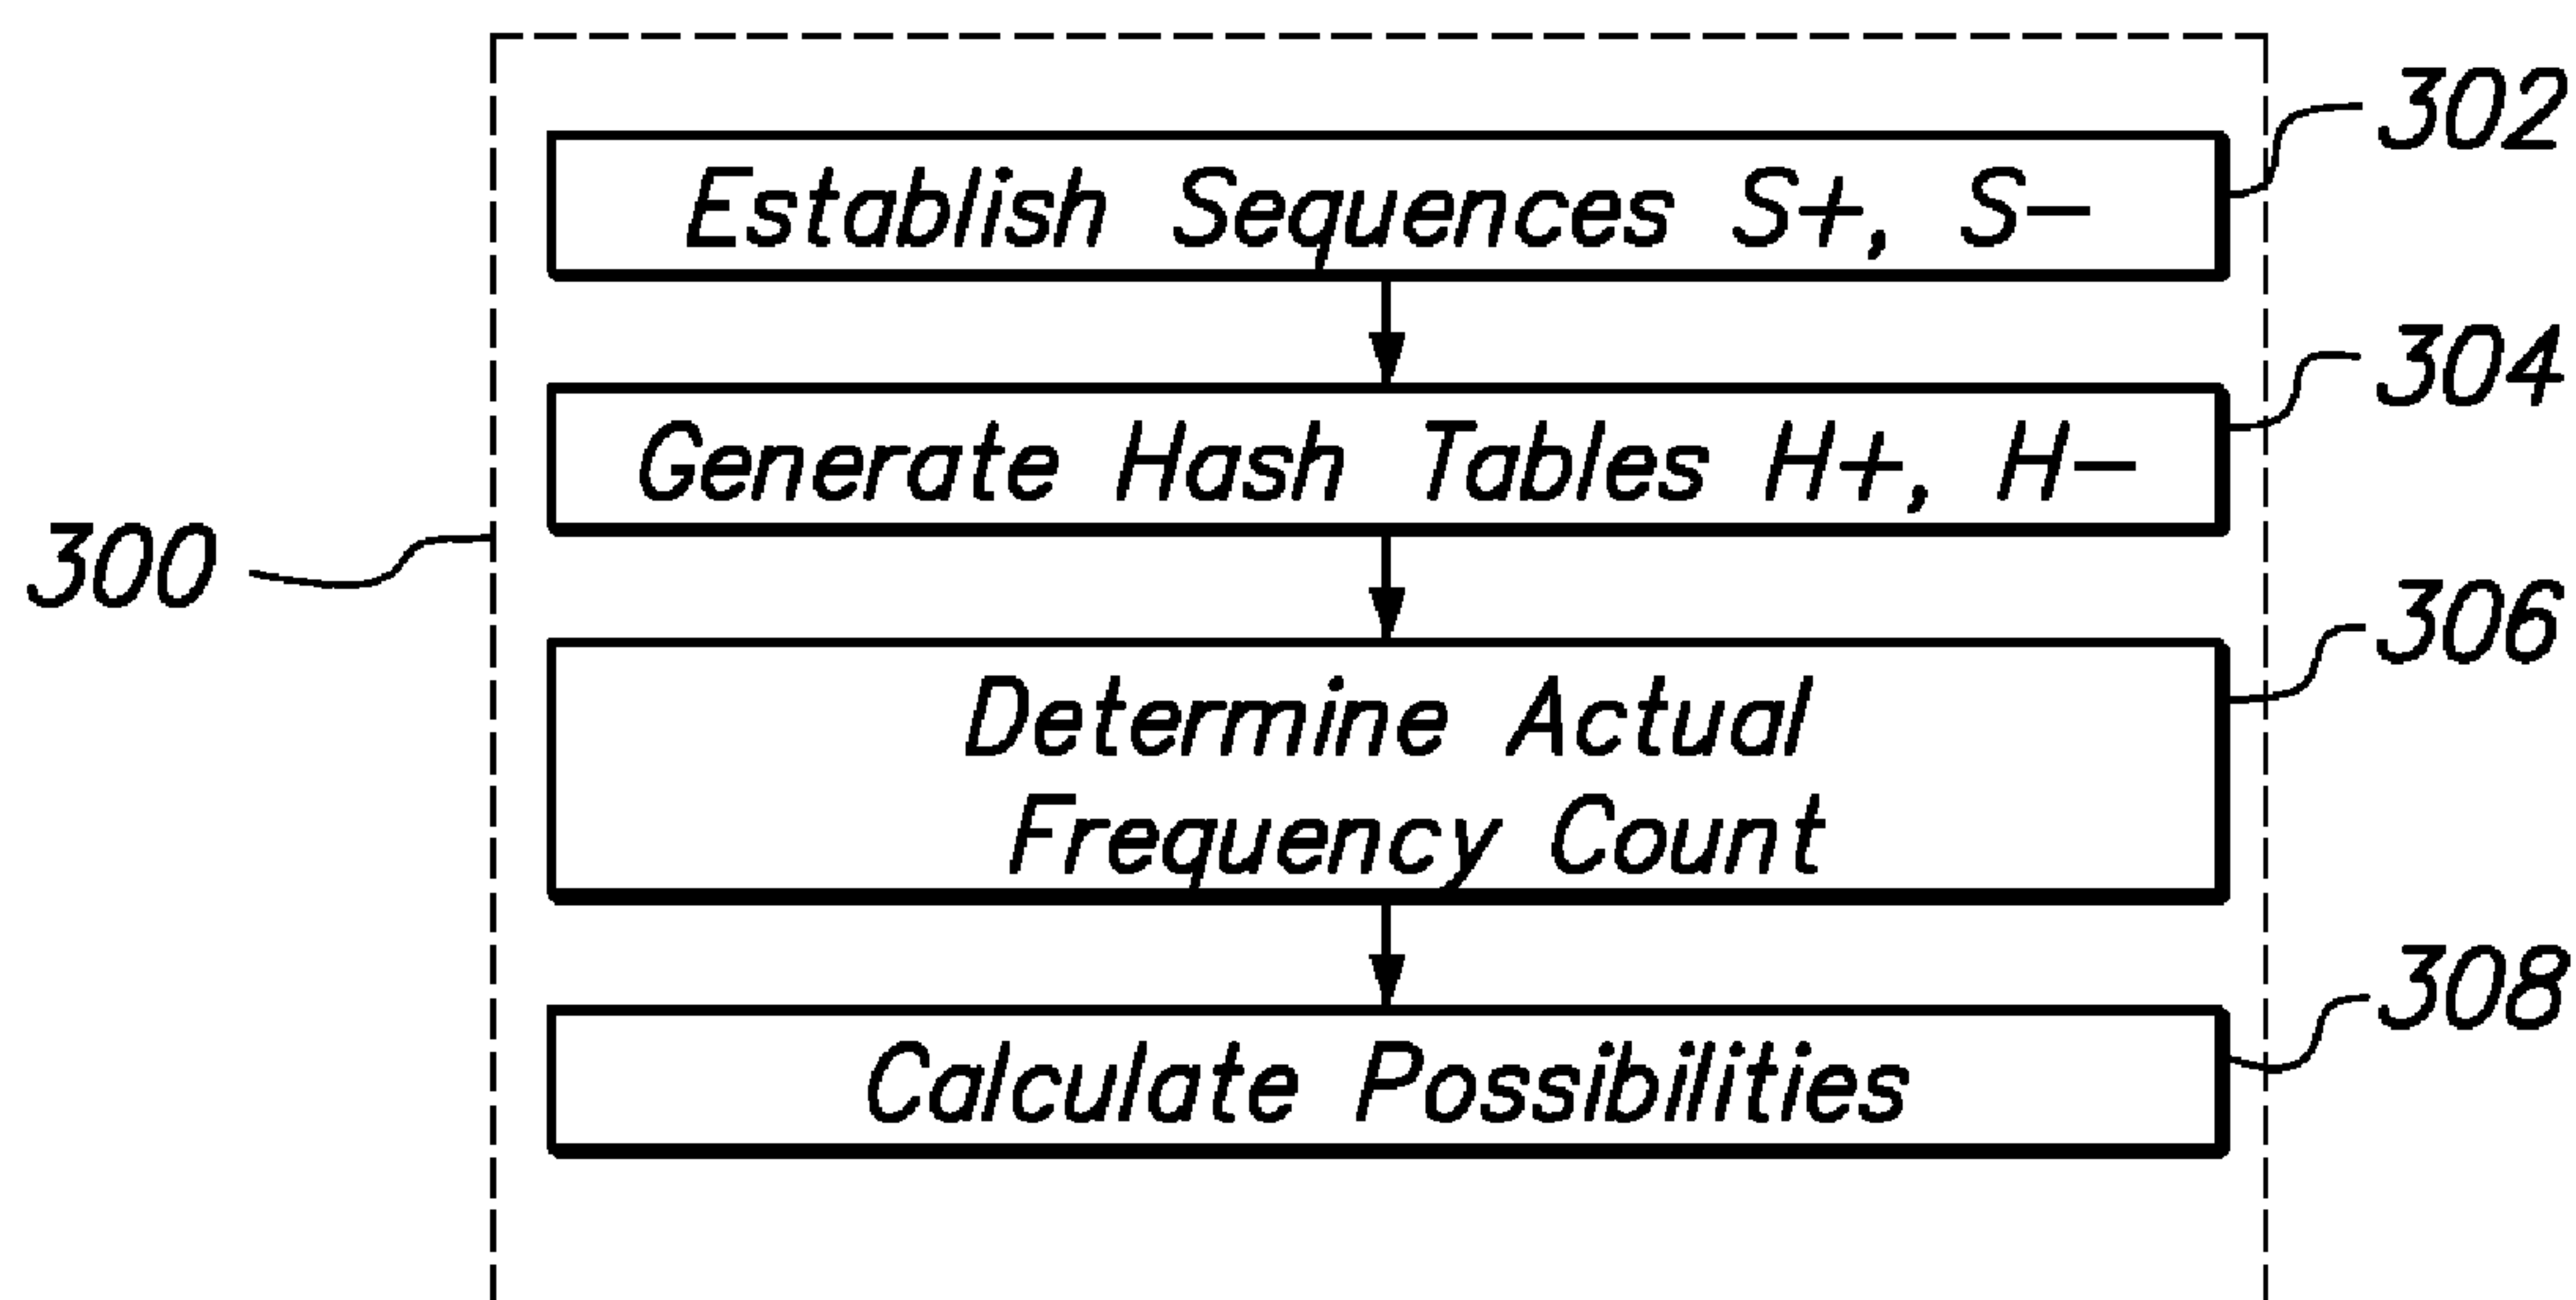 302
Establish Sequences S+, S−
304
Generate Hash Tables H+, H−
300
306
Determine Actual
Frequency Count
308
Calculate Possibilities